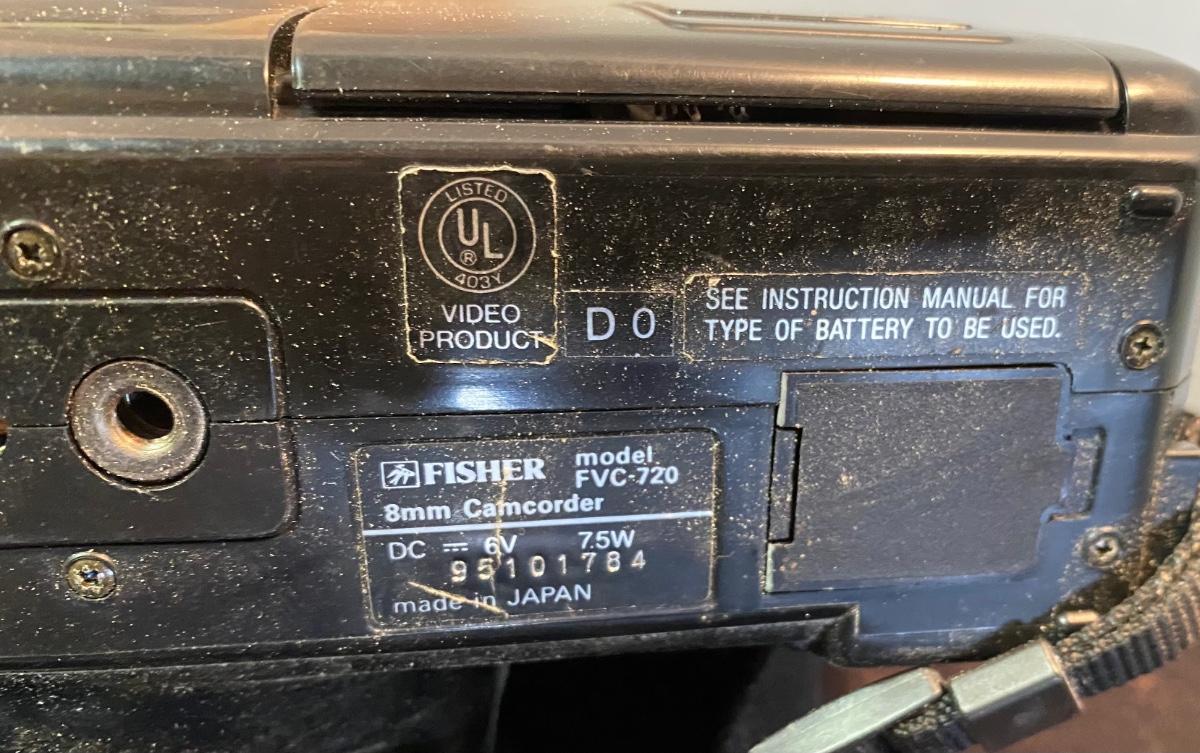 LISTED
UL
®
403Y
VIDEO
PRODUCT
D 0
SEE INSTRUCTION MANUAL FOR
TYPE OF BATTERY TO BE USED.
FISHER model
FVC-720
8mm Camcorder
DC ⎓ 6V 7.5W
95101784
made in JAPAN